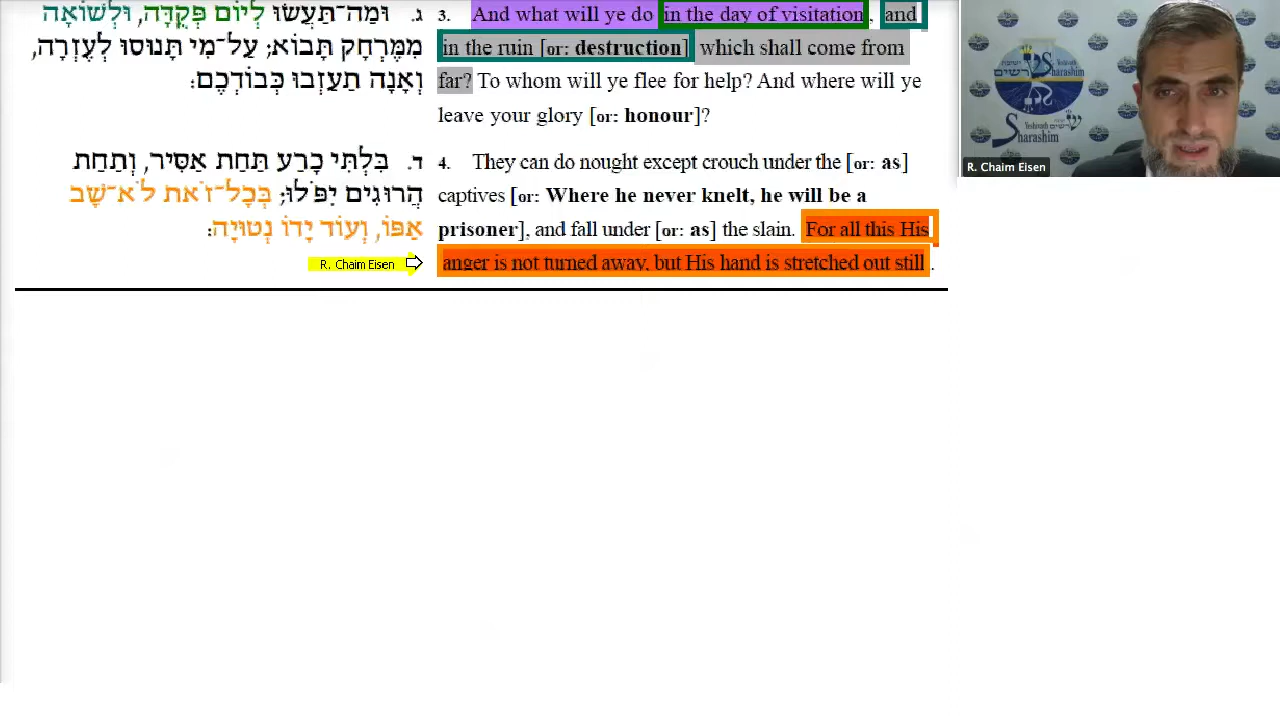 ג. וּמַה־תַּעֲשׂוּ לְיוֹם פְּקֻדָּה, וּלְשׁוֹאָה
מִמֶּרְחָק תָּבוֹא; עַל־מִי תָּנוּסוּ לְעֶזְרָה,
וְאָנָה תַעַזְבוּ כְּבוֹדְכֶם:
ד. בִּלְתִּי כָרַע תַּחַת אַסִּיר, וְתַחַת
הֲרוּגִים יִפֹּלוּ; בְּכָל־זֹאת לֹא־שָׁב
אַפּוֹ, וְעוֹד יָדוֹ נְטוּיָה:
R. Chaim Eisen
3. And what will ye do in the day of visitation, and
in the ruin [or: destruction] which shall come from
far? To whom will ye flee for help? And where will ye
leave your glory [or: honour]?
4. They can do nought except crouch under the [or: as]
captives [or: Where he never knelt, he will be a
prisoner], and fall under [or: as] the slain. For all this His
anger is not turned away, but His hand is stretched out still.
Sharashim
Yeshivath
Sharashim
R. Chaim Eisen